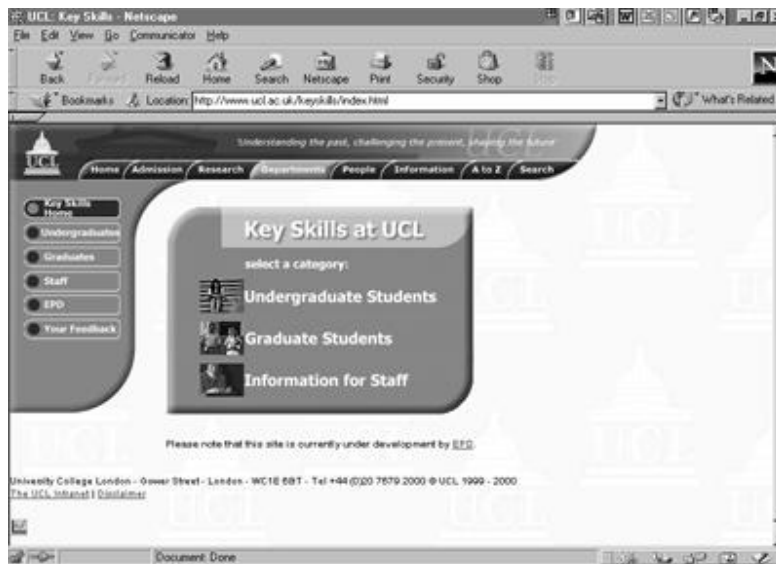 UCL: Key Skills - Netscape
File Edit View Go Communicator Help
Back Forward Reload Home Search Netscape Print Security Shop Stop
Bookmarks Location: http://www.ucl.ac.uk/keyskills/index.html What's Related
Understanding the past, challenging the present, shaping the future
UCL
Home Admission Research Departments People Information A to Z Search
Key Skills Home
Undergraduates
Graduates
Staff
EPD
Your Feedback
Key Skills at UCL
select a category:
Undergraduate Students
Graduate Students
Information for Staff
Please note that this site is currently under development by EPD.
University College London - Gower Street - London - WC1E 6BT - Tel +44 (0)20 7679 2000 © UCL 1999 - 2000
The UCL Intranet | Disclaimer
Document: Done